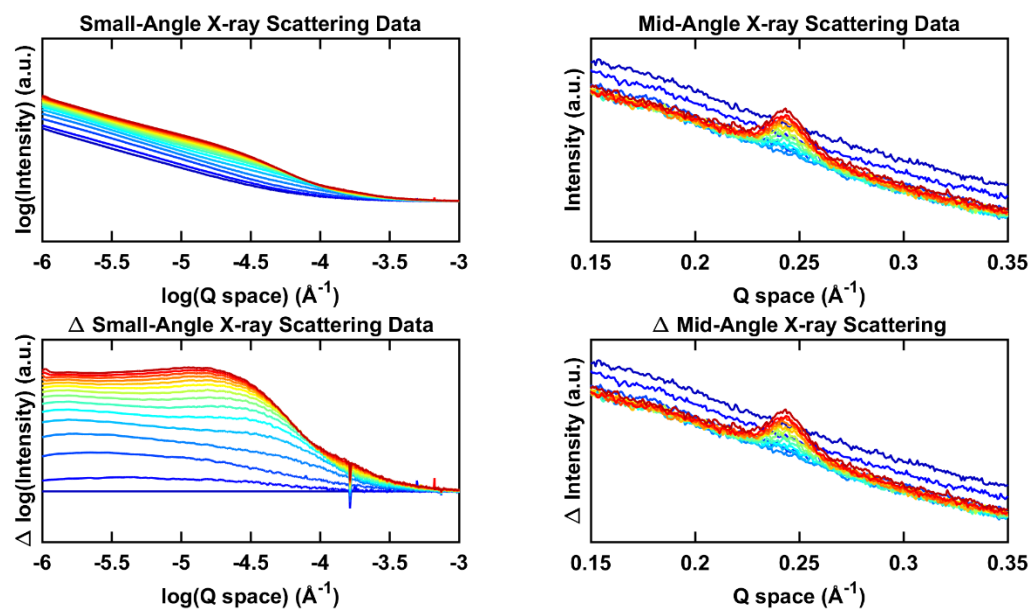 Small-Angle X-ray Scattering Data
log(Intensity) (a.u.)
-6 -5.5 -5 -4.5 -4 -3.5 -3
log(Q space) (Å⁻¹)
Mid-Angle X-ray Scattering Data
Intensity (a.u.)
0.15 0.2 0.25 0.3 0.35
Q space (Å⁻¹)
Δ Small-Angle X-ray Scattering Data
Δ log(Intensity) (a.u.)
-6 -5.5 -5 -4.5 -4 -3.5 -3
log(Q space) (Å⁻¹)
Δ Mid-Angle X-ray Scattering
Δ Intensity (a.u.)
0.15 0.2 0.25 0.3 0.35
Q space (Å⁻¹)